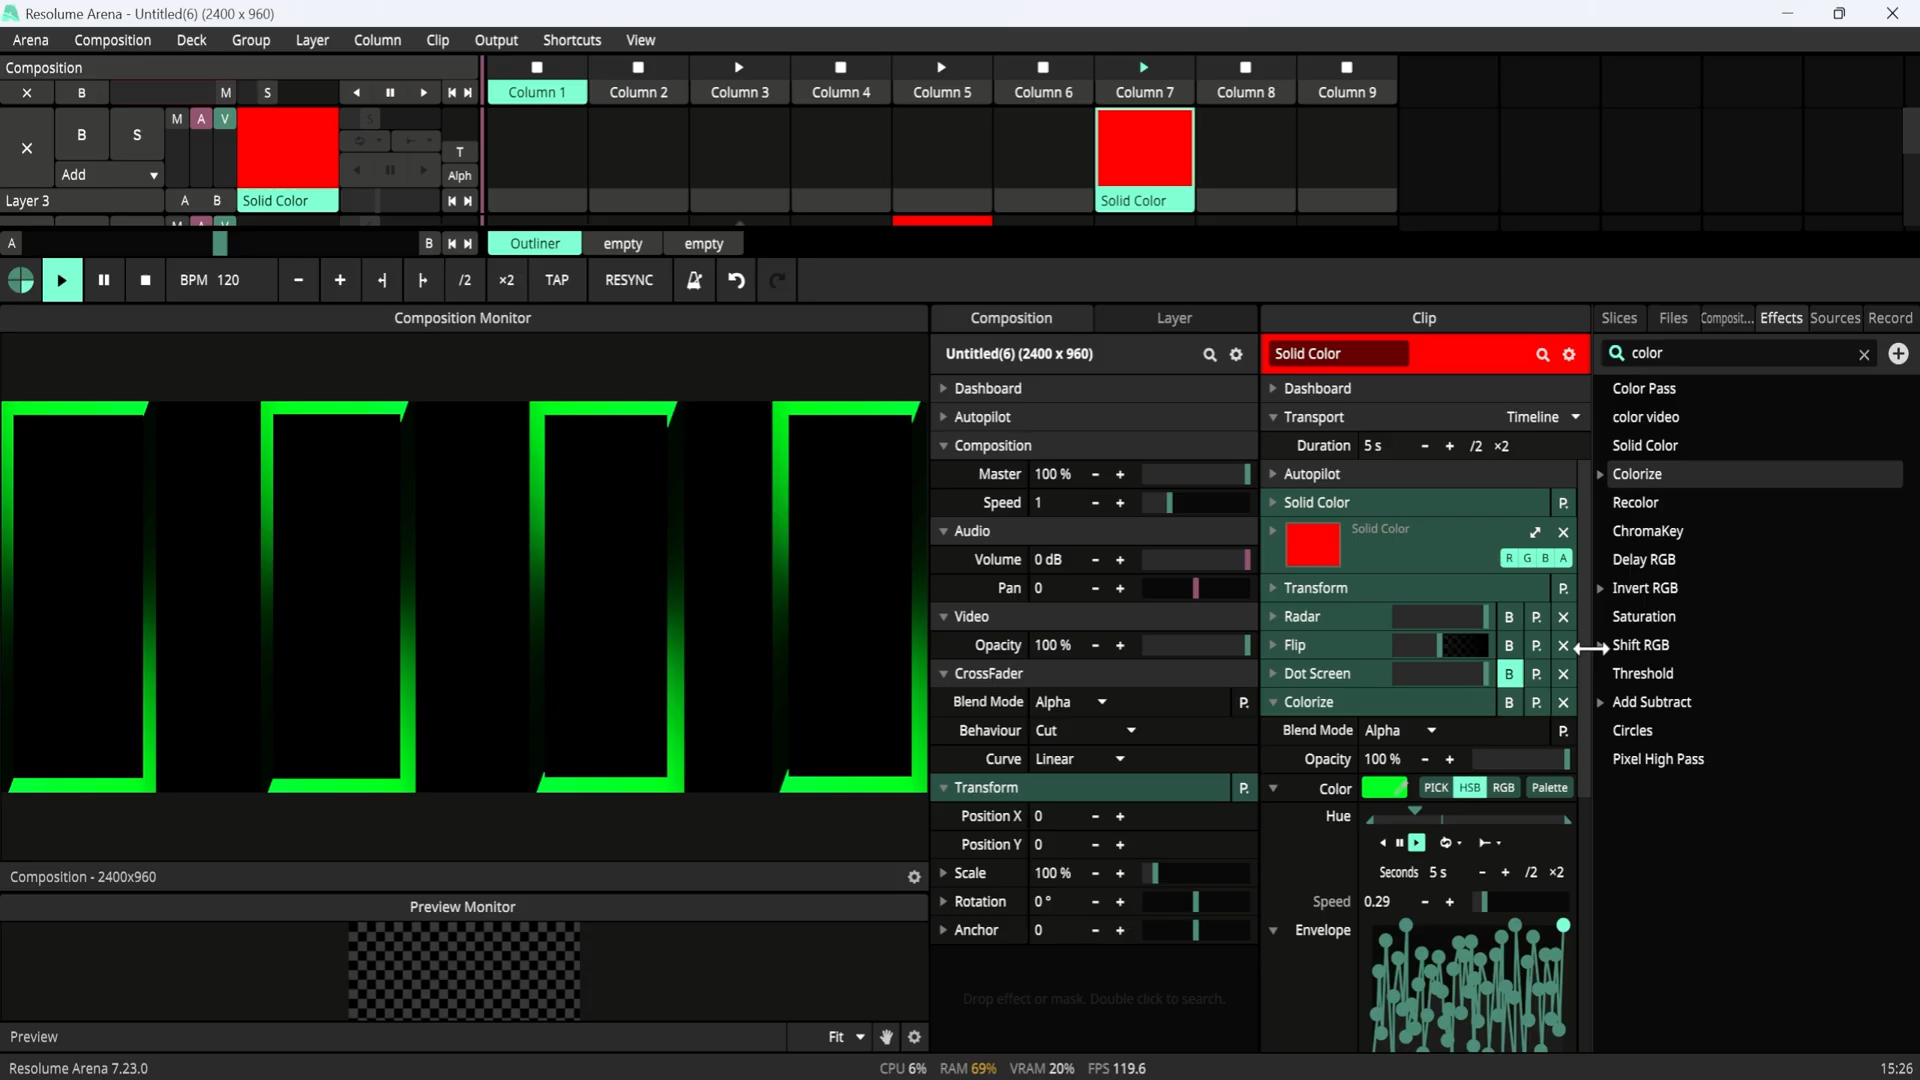 Resolume Arena - Untitled(6) (2400 x 960)
Arena Composition Deck Group Layer Column Clip Output Shortcuts View
Composition
B M S
Column 1 Column 2 Column 3 Column 4 Column 5 Column 6 Column 7 Column 8 Column 9
B S M A V S
T
Add Alph
Layer 3 A B Solid Color Solid Color
M A V
A B Outliner empty empty
BPM 120 - + /2 ×2 TAP RESYNC
Composition Monitor
Composition - 2400x960
Preview Monitor
Preview Fit
Composition Layer
Untitled(6) (2400 x 960)
Dashboard
Autopilot
Composition
Master 100 % - +
Speed 1 - +
Audio
Volume 0 dB - +
Pan 0 - +
Video
Opacity 100 % - +
CrossFader
Blend Mode Alpha P.
Behaviour Cut
Curve Linear
Transform P.
Position X 0 - +
Position Y 0 - +
Scale 100 % - +
Rotation 0 ° - +
Anchor 0 - +
Drop effect or mask. Double click to search.
Clip
Solid Color
Dashboard
Transport Timeline
Duration 5 s - + /2 ×2
Autopilot
Solid Color P.
Solid Color
R G B A
Transform P.
Radar B P.
Flip B P.
Dot Screen B P.
Colorize B P.
Blend Mode Alpha P.
Opacity 100 % - +
Color PICK HSB RGB Palette
Hue
Seconds 5 s - + /2 ×2
Speed 0.29 - +
Envelope
Slices Files Composit... Effects Sources Record
color
Color Pass
color video
Solid Color
Colorize
Recolor
ChromaKey
Delay RGB
Invert RGB
Saturation
Shift RGB
Threshold
Add Subtract
Circles
Pixel High Pass
Resolume Arena 7.23.0 CPU 6% RAM 69% VRAM 20% FPS 119.6 15:26